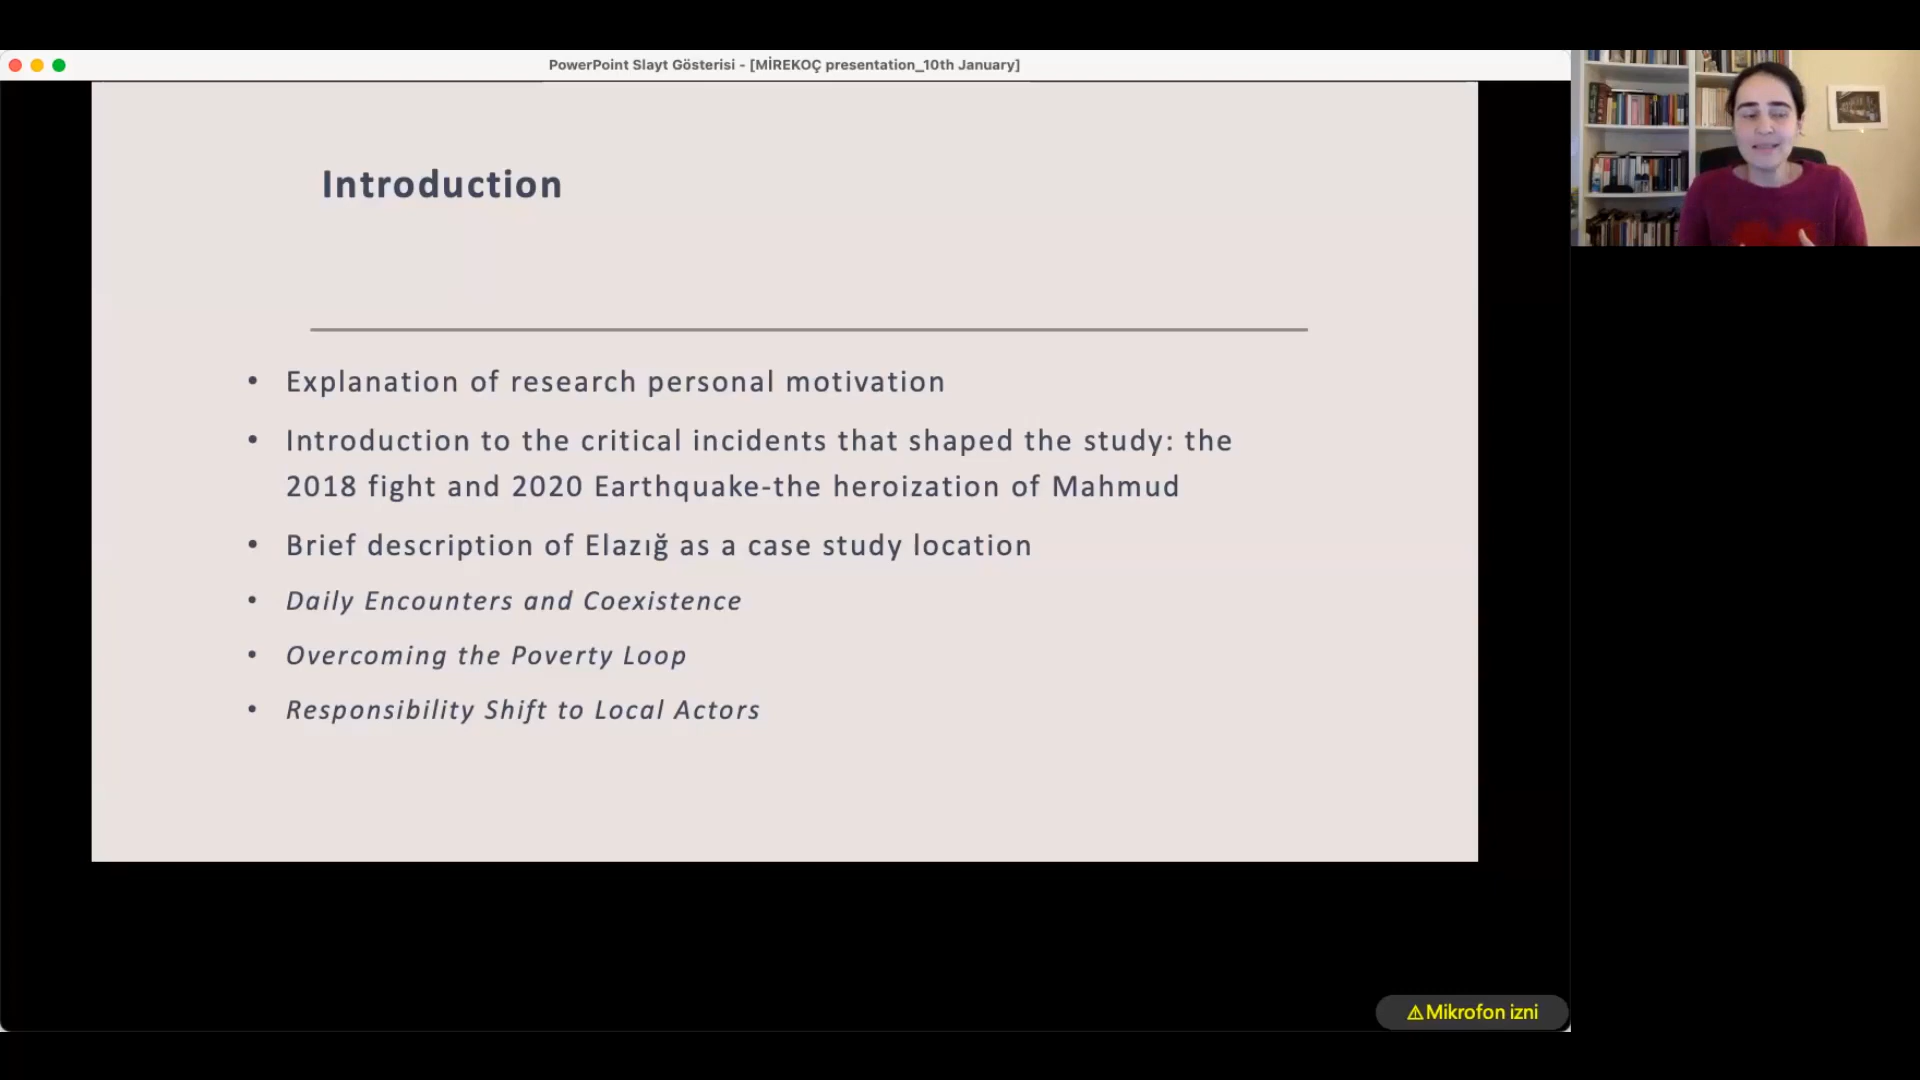 PowerPoint Slayt Gösterisi - [MİREKOÇ presentation_10th January]
Introduction
• Explanation of research personal motivation
• Introduction to the critical incidents that shaped the study: the
2018 fight and 2020 Earthquake-the heroization of Mahmud
• Brief description of Elazığ as a case study location
• Daily Encounters and Coexistence
• Overcoming the Poverty Loop
• Responsibility Shift to Local Actors
⚠Mikrofon izni